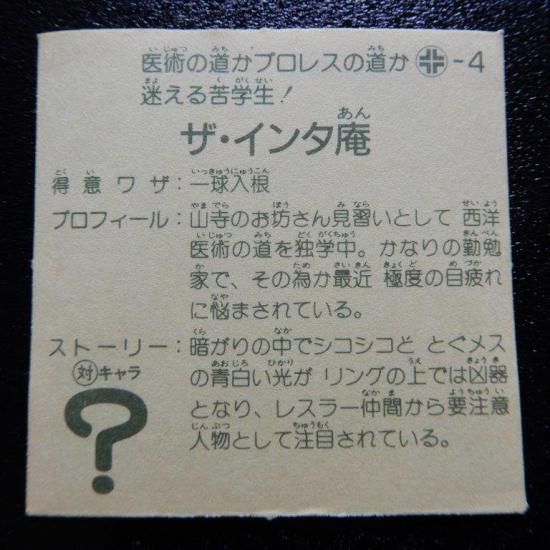 医術の道かプロレスの道か -4
迷える苦学生!
ザ・インタ庵
得意ワザ:一球入根
プロフィール:山寺のお坊さん見習いとして 西洋
医術の道を独学中。かなりの勤勉
家で、その為か最近 極度の目疲れ
に悩まされている。
ストーリー:暗がりの中でシコシコと とぐメス
の青白い光が リングの上では凶器
となり、レスラー仲間から要注意
人物として注目されている。
対キャラ
?